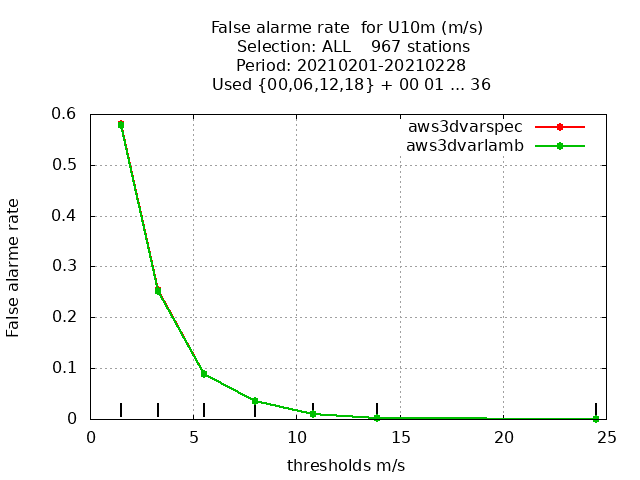 False alarme rate  for U10m (m/s)
Selection: ALL    967 stations
Period: 20210201-20210228
Used {00,06,12,18} + 00 01 ... 36
aws3dvarspec
aws3dvarlamb
0.6
0.5
0.4
0.3
0.2
0.1
0
False alarme rate
0 5 10 15 20 25
thresholds m/s